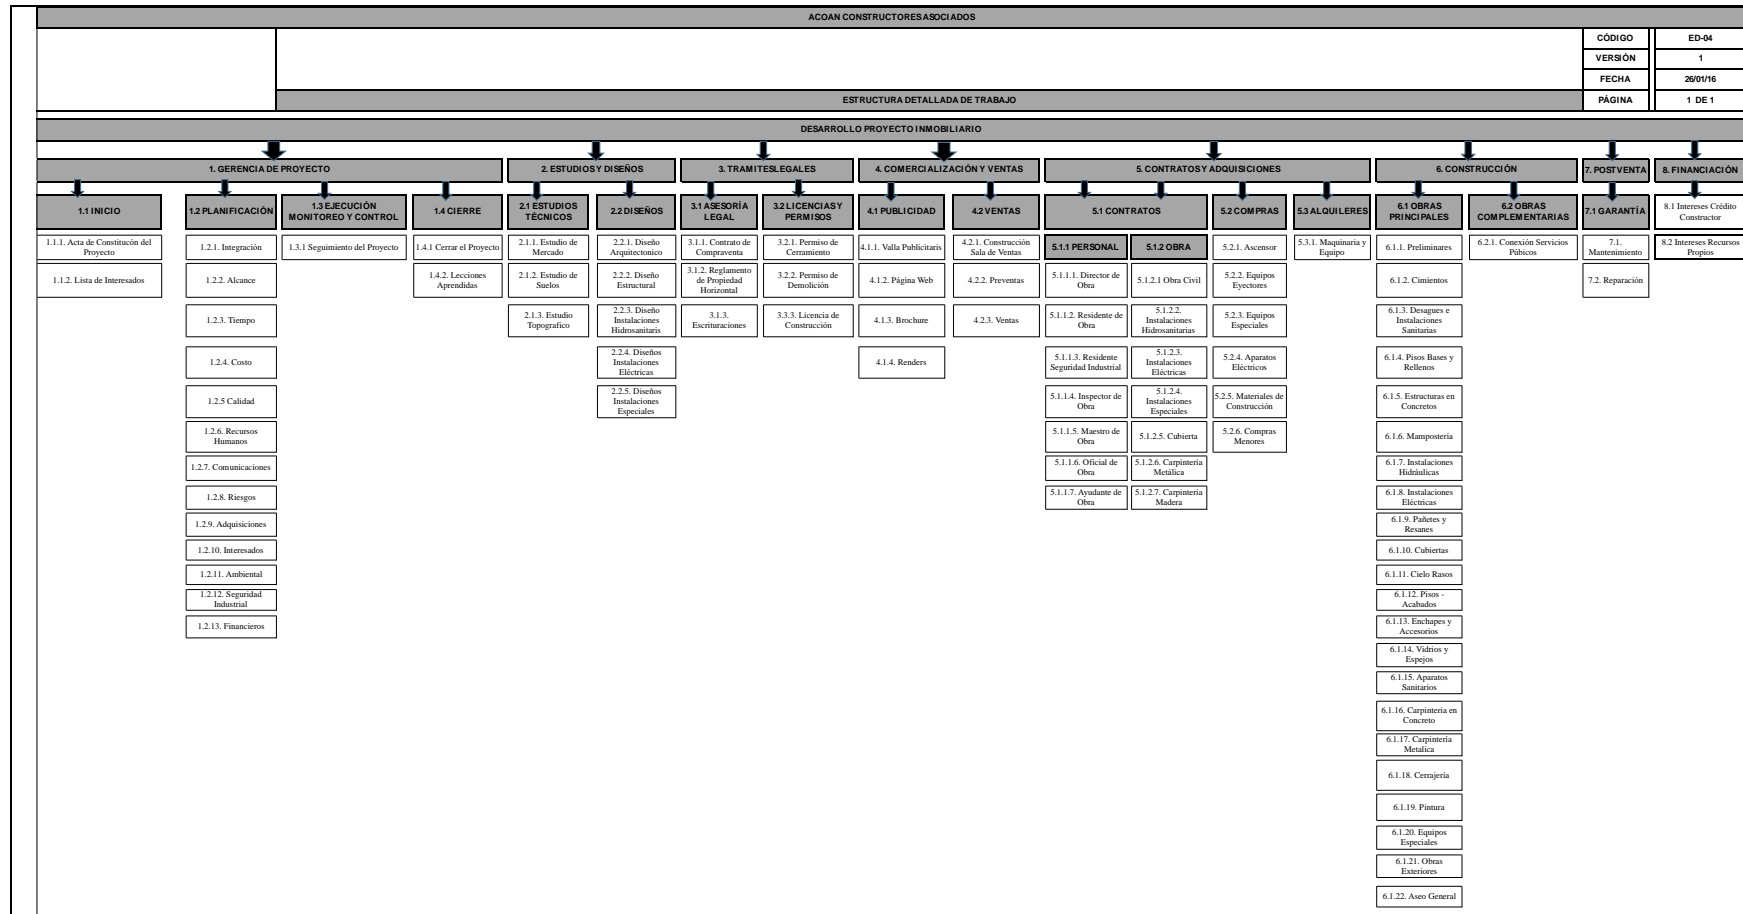 ACOAN CONSTRUCTORES ASOCIADOS
CÓDIGO
ED-04
VERSIÓN
1
FECHA
26/01/16
ESTRUCTURA DETALLADA DE TRABAJO
PÁGINA
1 DE 1
DESARROLLO PROYECTO INMOBILIARIO
1. GERENCIA DE PROYECTO
2. ESTUDIOS Y DISEÑOS
3. TRAMITES LEGALES
4. COMERCIALIZACIÓN Y VENTAS
5. CONTRATOS Y ADQUISICIONES
6. CONSTRUCCIÓN
7. POSTVENTA
8. FINANCIACIÓN
1.1 INICIO
1.1.1. Acta de Constitucón del
Proyecto
1.1.2. Lista de Interesados
1.2 PLANIFICACIÓN
1.2.1. Integración
1.2.2. Alcance
1.2.3. Tiempo
1.2.4. Costo
1.2.5 Calidad
1.2.6. Recursos
Humanos
1.2.7. Comunicaciones
1.2.8. Riesgos
1.2.9. Adquisiciones
1.2.10. Interesados
1.2.11. Ambiental
1.2.12. Seguridad
Industrial
1.2.13. Financieros
1.3 EJECUCIÓN
MONITOREO Y CONTROL
1.3.1 Seguimiento del Proyecto
1.4 CIERRE
1.4.1 Cerrar el Proyecto
1.4.2. Lecciones
Aprendidas
2.1 ESTUDIOS
TÉCNICOS
2.1.1. Estudio de
Mercado
2.1.2. Estudio de
Suelos
2.1.3. Estudio
Topografico
2.2 DISEÑOS
2.2.1. Diseño
Arquitectonico
2.2.2. Diseño
Estructural
2.2.3. Diseño
Instalaciones
Hidrosanitaris
2.2.4. Diseños
Instalaciones
Eléctricas
2.2.5. Diseños
Instalaciones
Especiales
3.1 ASESORÍA
LEGAL
3.1.1. Contrato de
Compraventa
3.1.2. Reglamento
de Propiedad
Horizontal
3.1.3.
Escrituraciones
3.2 LICENCIAS Y
PERMISOS
3.2.1. Permiso de
Cerramiento
3.2.2. Permiso de
Demolición
3.3.3. Licencia de
Construcción
4.1 PUBLICIDAD
4.1.1. Valla Publicitaris
4.1.2. Página Web
4.1.3. Brochure
4.1.4. Renders
4.2 VENTAS
4.2.1. Construcción
Sala de Ventas
4.2.2. Preventas
4.2.3. Ventas
5.1 CONTRATOS
5.1.1 PERSONAL
5.1.1.1. Director de
Obra
5.1.1.2. Residente de
Obra
5.1.1.3. Residente
Seguridad Industrial
5.1.1.4. Inspector de
Obra
5.1.1.5. Maestro de
Obra
5.1.1.6. Oficial de
Obra
5.1.1.7. Ayudante de
Obra
5.1.2 OBRA
5.1.2.1 Obra Civil
5.1.2.2.
Instalaciones
Hidrosanitarias
5.1.2.3.
Instalaciones
Eléctricas
5.1.2.4.
Instalaciones
Especiales
5.1.2.5. Cubierta
5.1.2.6. Carpintería
Metálica
5.1.2.7. Carpintería
Madera
5.2 COMPRAS
5.2.1. Ascensor
5.2.2. Equipos
Eyectores
5.2.3. Equipos
Especiales
5.2.4. Aparatos
Eléctricos
5.2.5. Materiales de
Construcción
5.2.6. Compras
Menores
5.3 ALQUILERES
5.3.1. Maquinaria y
Equipo
6.1 OBRAS
PRINCIPALES
6.1.1. Preliminares
6.1.2. Cimientos
6.1.3. Desagues e
Instalaciones
Sanitarias
6.1.4. Pisos Bases y
Rellenos
6.1.5. Estructuras en
Concretos
6.1.6. Mampostería
6.1.7. Instalaciones
Hidráulicas
6.1.8. Instalaciones
Eléctricas
6.1.9. Pañetes y
Resanes
6.1.10. Cubiertas
6.1.11. Cielo Rasos
6.1.12. Pisos -
Acabados
6.1.13. Enchapes y
Accesorios
6.1.14. Vidrios y
Espejos
6.1.15. Aparatos
Sanitarios
6.1.16. Carpinteria en
Concreto
6.1.17. Carpintería
Metalica
6.1.18. Cerrajería
6.1.19. Pintura
6.1.20. Equipos
Especiales
6.1.21. Obras
Exteriores
6.1.22. Aseo General
6.2 OBRAS
COMPLEMENTARIAS
6.2.1. Conexión Servicios
Púbicos
7.1 GARANTÍA
7.1.
Mantenimiento
7.2. Reparación
8.1 Intereses Crédito
Constructor
8.2 Intereses Recursos
Propios